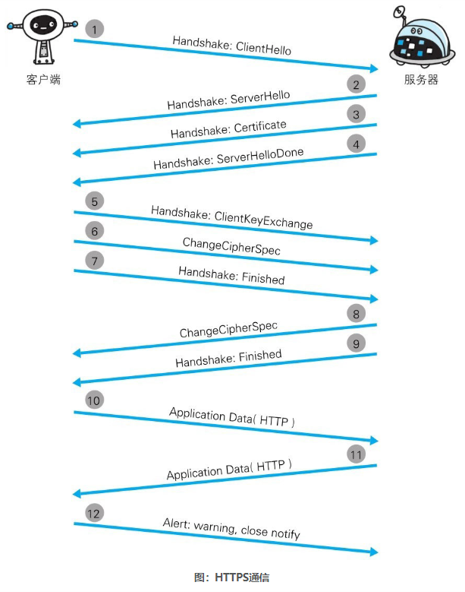 1
Handshake: ClientHello
客户端
服务器
2
Handshake: ServerHello
3
Handshake: Certificate
4
Handshake: ServerHelloDone
5
Handshake: ClientKeyExchange
6
ChangeCipherSpec
7
Handshake: Finished
8
ChangeCipherSpec
9
Handshake: Finished
10
Application Data( HTTP )
11
Application Data( HTTP )
12
Alert: warning, close notify
图：HTTPS通信